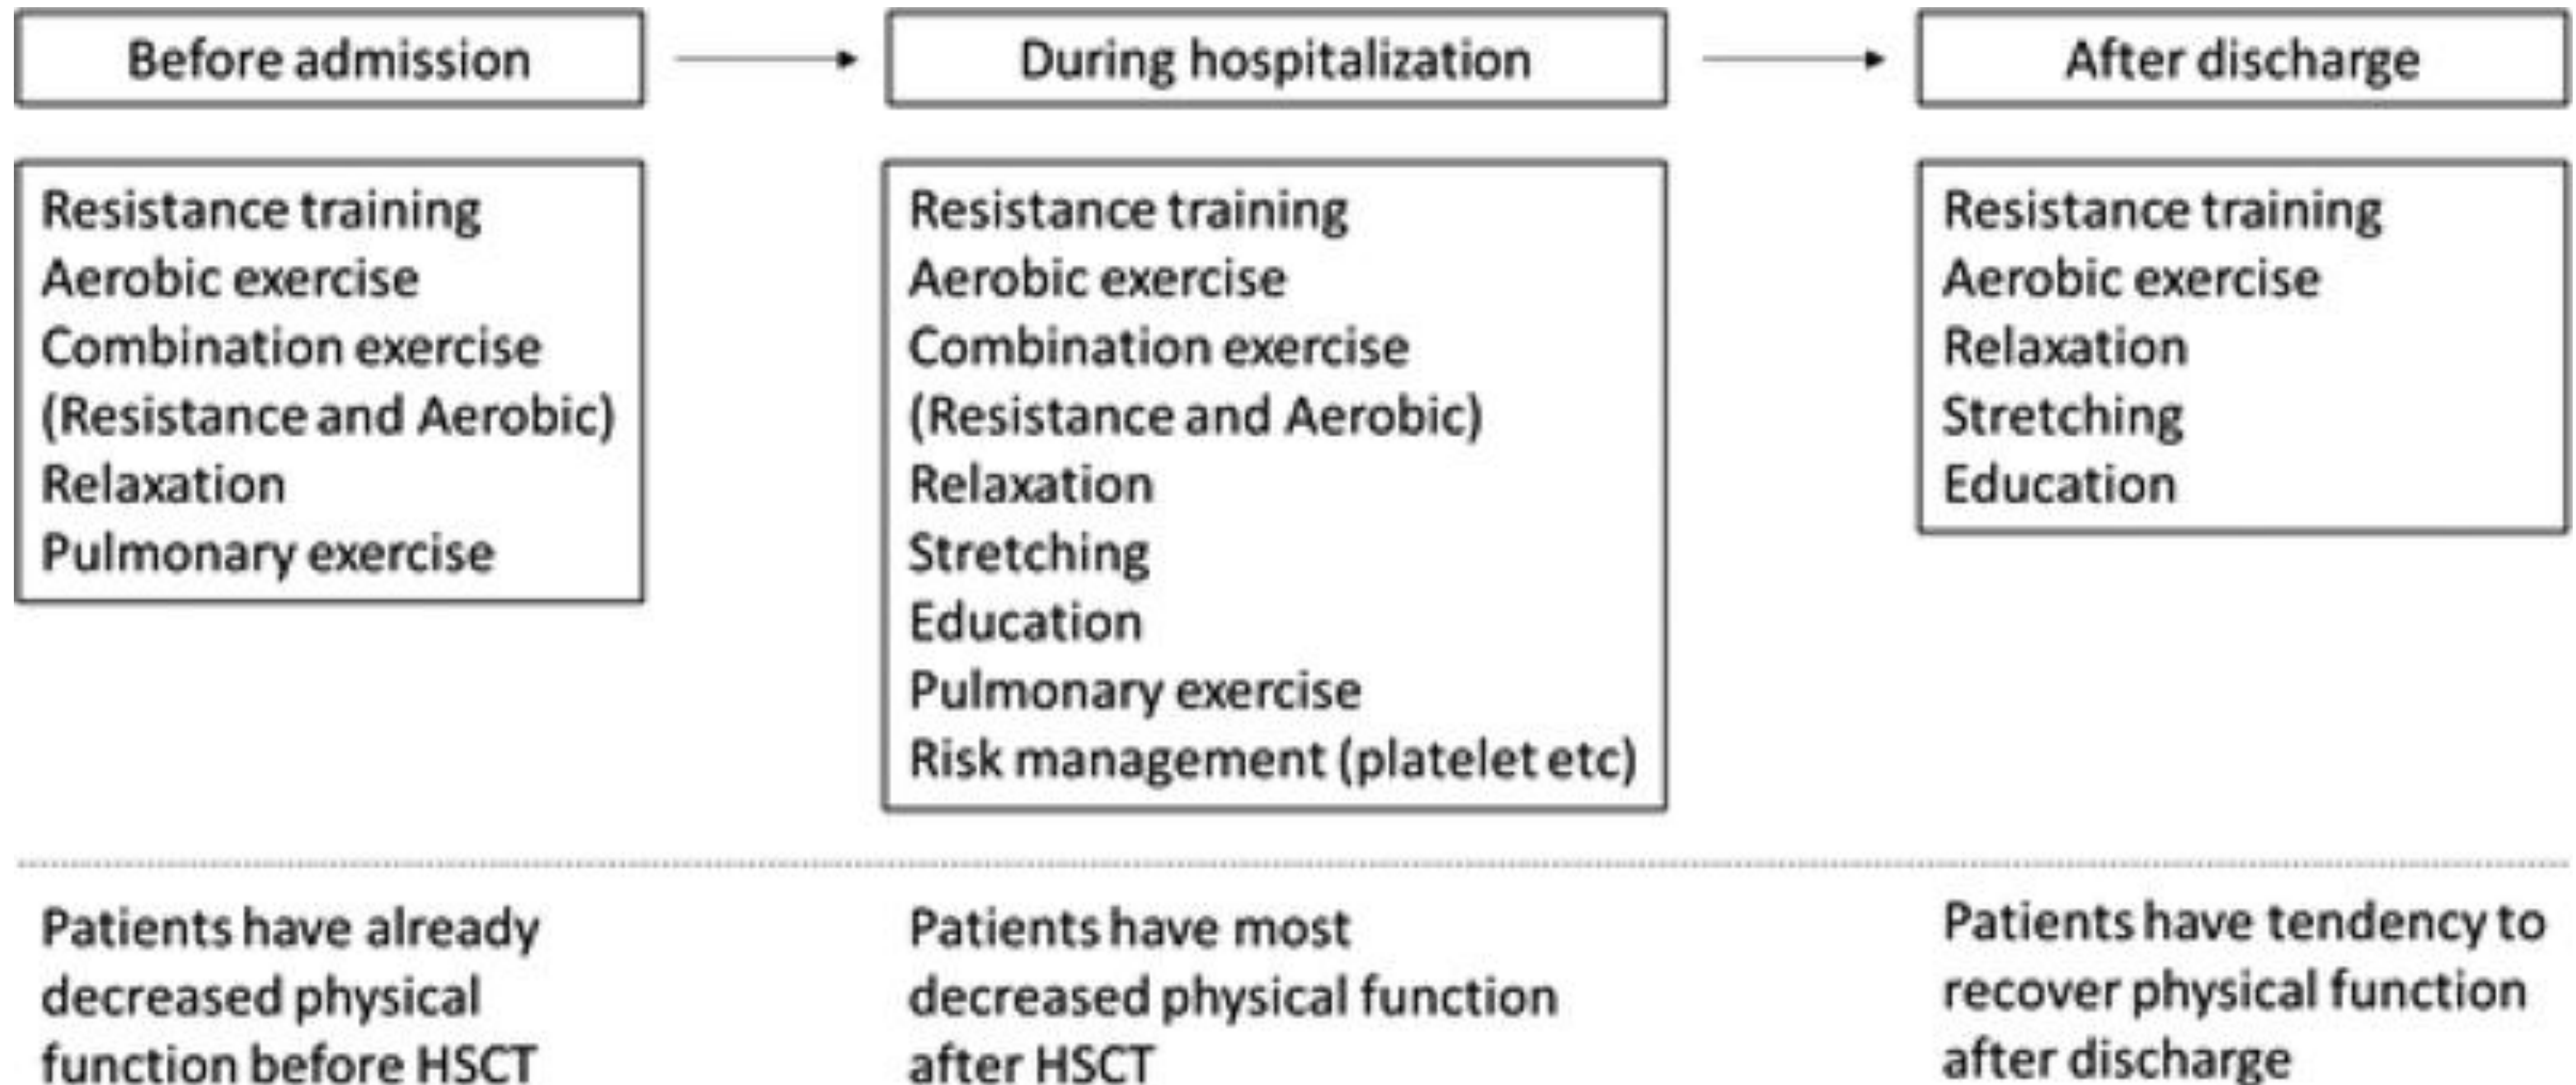 Before admission
During hospitalization
After discharge
Resistance training
Aerobic exercise
Combination exercise
(Resistance and Aerobic)
Relaxation
Pulmonary exercise
Resistance training
Aerobic exercise
Combination exercise
(Resistance and Aerobic)
Relaxation
Stretching
Education
Pulmonary exercise
Risk management (platelet etc)
Resistance training
Aerobic exercise
Relaxation
Stretching
Education
Patients have already
decreased physical
function before HSCT
Patients have most
decreased physical function
after HSCT
Patients have tendency to
recover physical function
after discharge